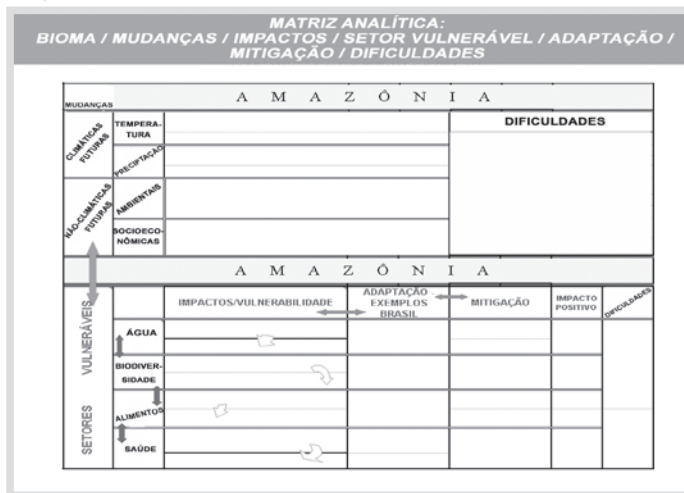 MATRIZ ANALÍTICA:
BIOMA / MUDANÇAS / IMPACTOS / SETOR VULNERÁVEL / ADAPTAÇÃO /
MITIGAÇÃO / DIFICULDADES
MUDANÇAS
A M A Z Ô N I A
CLIMÁTICAS
FUTURAS
TEMPERA-
TURA
DIFICULDADES
PRECIPTAÇÃO
NÃO-CLIMÁTICAS
FUTURAS
AMBIENTAIS
SOCIOECO-
NÔMICAS
A M A Z Ô N I A
SETORES VULNERÁVEIS
IMPACTOS/VULNERABILIDADE
ADAPTAÇÃO .
EXEMPLOS
BRASIL
MITIGAÇÃO
IMPACTO
POSITIVO
DIFICULDADES
ÁGUA
BIODIVER-
SIDADE
ALIMENTOS
SAÚDE